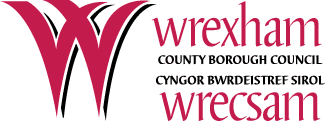 wrexham
COUNTY BOROUGH COUNCIL
CYNGOR BWRDEISTREF SIROL
wrecsam